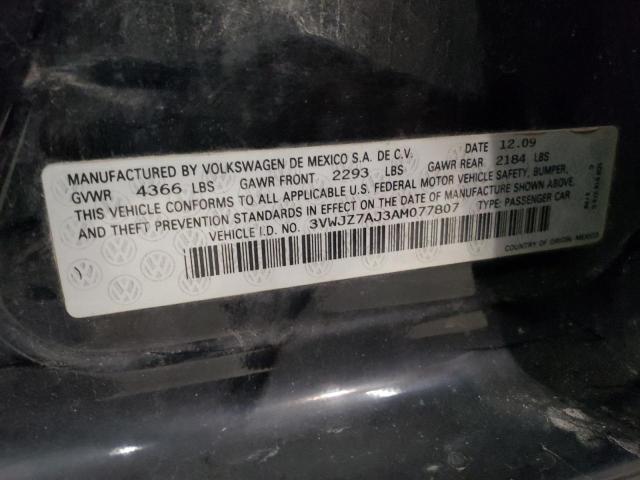 MANUFACTURED BY VOLKSWAGEN DE MEXICO S.A. DE C.V. DATE 12.09
GVWR 4366 LBS GAWR FRONT 2293 LBS GAWR REAR 2184 LBS
THIS VEHICLE CONFORMS TO ALL APPLICABLE U.S. FEDERAL MOTOR VEHICLE SAFETY, BUMPER,
AND THEFT PREVENTION STANDARDS IN EFFECT ON THE DATE OF MANUFACTURE SHOWN ABOVE.
VEHICLE I.D. NO. 3VWJZ7AJ3AM077807 TYPE: PASSENGER CAR
COUNTRY OF ORIGIN: MEXICO